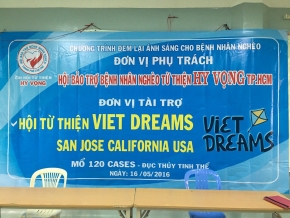 CHƯƠNG TRÌNH ĐEM LẠI ÁNH SÁNG CHO BỆNH NHÂN NGHÈO
ĐƠN VỊ PHỤ TRÁCH
HỘI BẢO TRỢ BỆNH NHÂN NGHÈO TỪ THIỆN HY VỌNG TP.HCM
HY VỌNG
ĐƠN VỊ TÀI TRỢ
HỘI TỪ THIỆN VIET DREAMS
SAN JOSE CALIFORNIA USA
VIET
DREAMS
MỔ 120 CASES - ĐỤC THỦY TINH THỂ
NGÀY: 16/05/2016